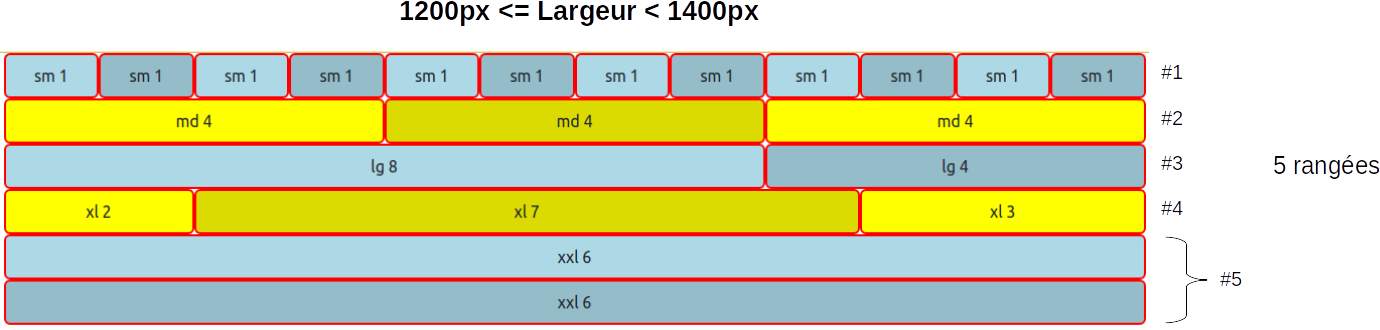 1200px <= Largeur < 1400px
sm 1 sm 1 sm 1 sm 1 sm 1 sm 1 sm 1 sm 1 sm 1 sm 1 sm 1 sm 1 #1
md 4 md 4 md 4 #2
lg 8 lg 4 #3
5 rangées
xl 2 xl 7 xl 3 #4
xxl 6
#5
xxl 6